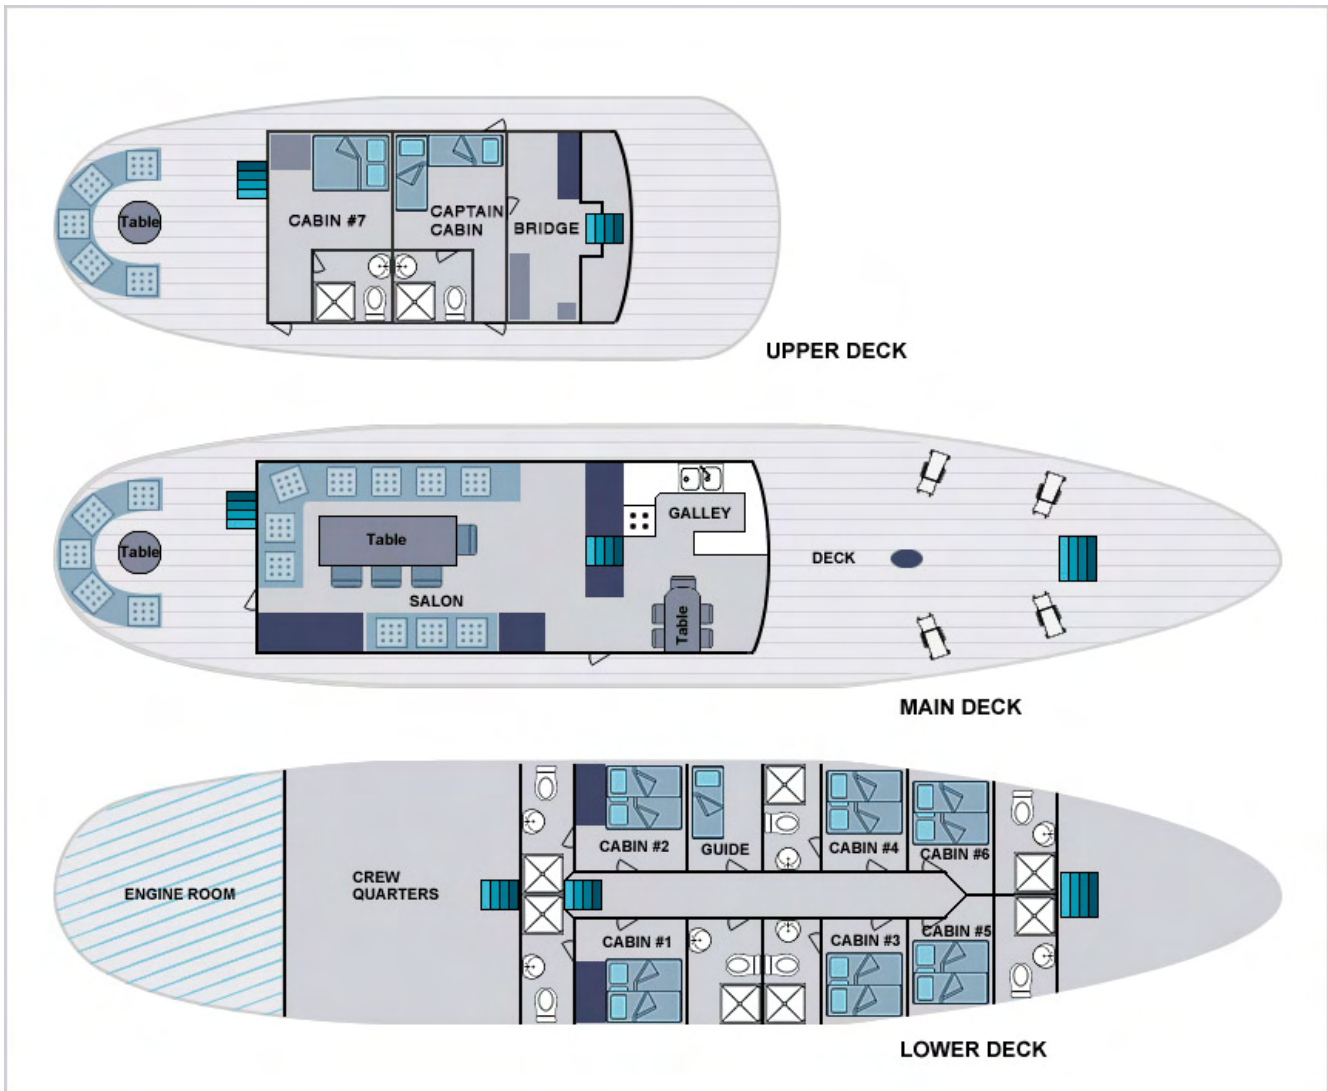 Table
CABIN #7
CAPTAIN
CABIN
BRIDGE
UPPER DECK
Table
Table
SALON
GALLEY
Table
DECK
MAIN DECK
ENGINE ROOM
CREW
QUARTERS
CABIN #2
GUIDE
CABIN #4
CABIN #6
CABIN #1
CABIN #3
CABIN #5
LOWER DECK